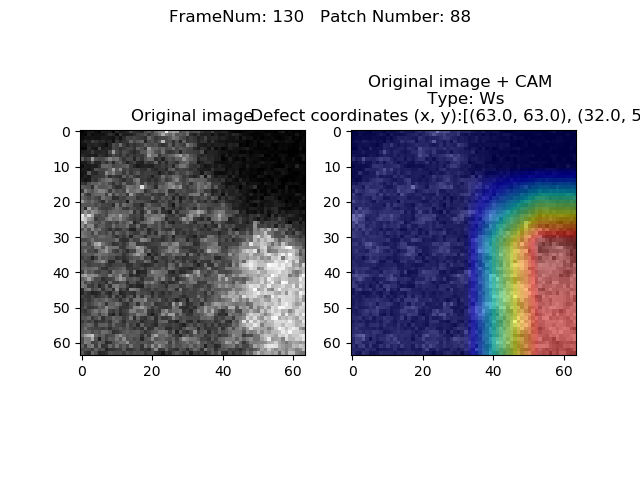 FrameNum: 130   Patch Number: 88
Original image + CAM
Type: Ws
Original image
Defect coordinates (x, y):[(63.0, 63.0), (32.0, 5
0
10
20
30
40
50
60
0 20 40 60
0
10
20
30
40
50
60
0 20 40 60